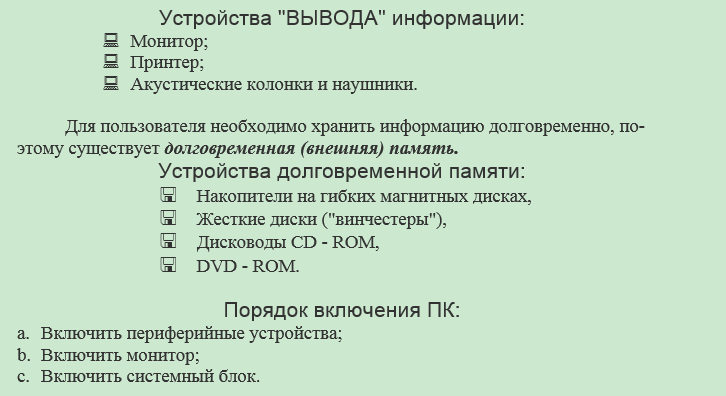 Устройства "ВЫВОДА" информации:
Монитор;
Принтер;
Акустические колонки и наушники.
Для пользователя необходимо хранить информацию долговременно, по-
этому существует долговременная (внешняя) память.
Устройства долговременной памяти:
Накопители на гибких магнитных дисках,
Жесткие диски ("винчестеры"),
Дисководы CD - ROM,
DVD - ROM.
Порядок включения ПК:
a. Включить периферийные устройства;
b. Включить монитор;
c. Включить системный блок.